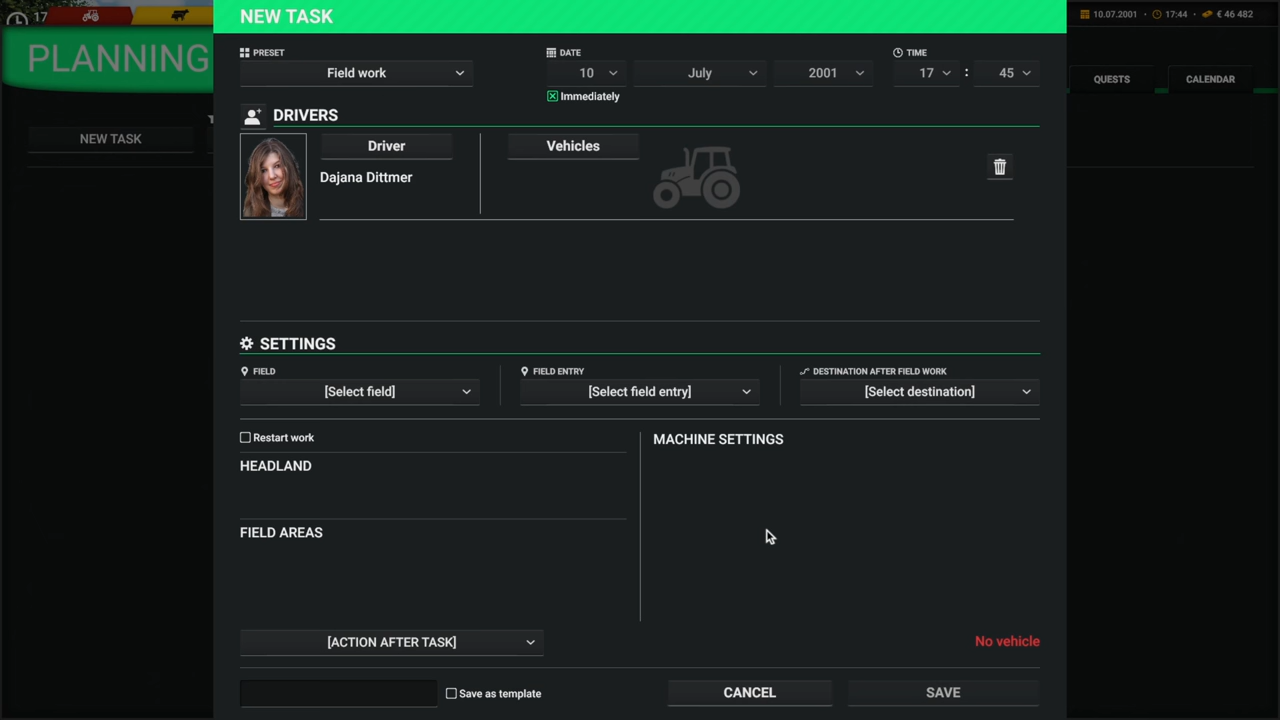 17
10.07.2001
17:44
€ 46 482
PLANNING
QUESTS
CALENDAR
NEW TASK
NEW TASK
PRESET
DATE
TIME
Field work
10
July
2001
17 : 45
Immediately
DRIVERS
Driver
Vehicles
Dajana Dittmer
SETTINGS
FIELD
FIELD ENTRY
DESTINATION AFTER FIELD WORK
[Select field]
[Select field entry]
[Select destination]
Restart work
MACHINE SETTINGS
HEADLAND
FIELD AREAS
[ACTION AFTER TASK]
No vehicle
Save as template
CANCEL
SAVE